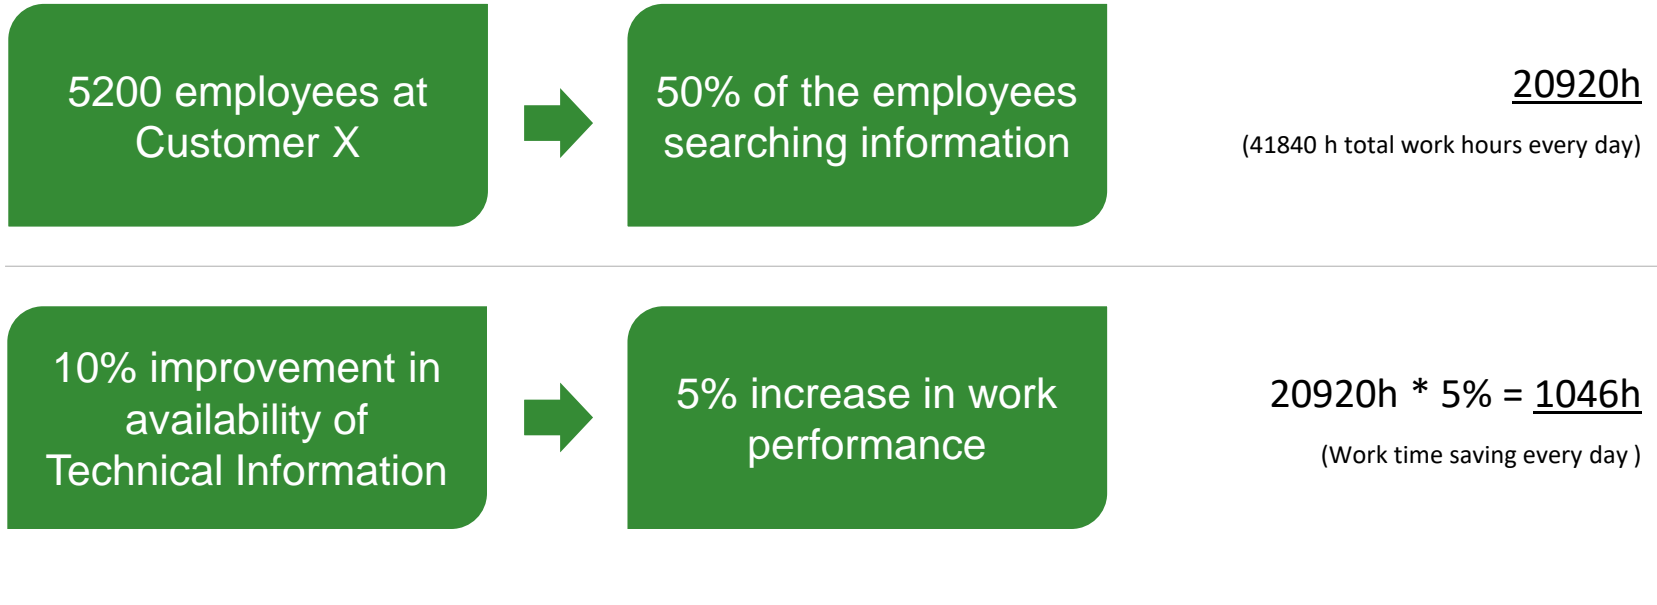 5200 employees at
Customer X
50% of the employees
searching information
20920h
(41840 h total work hours every day)
10% improvement in
availability of
Technical Information
5% increase in work
performance
20920h * 5% = 1046h
(Work time saving every day )